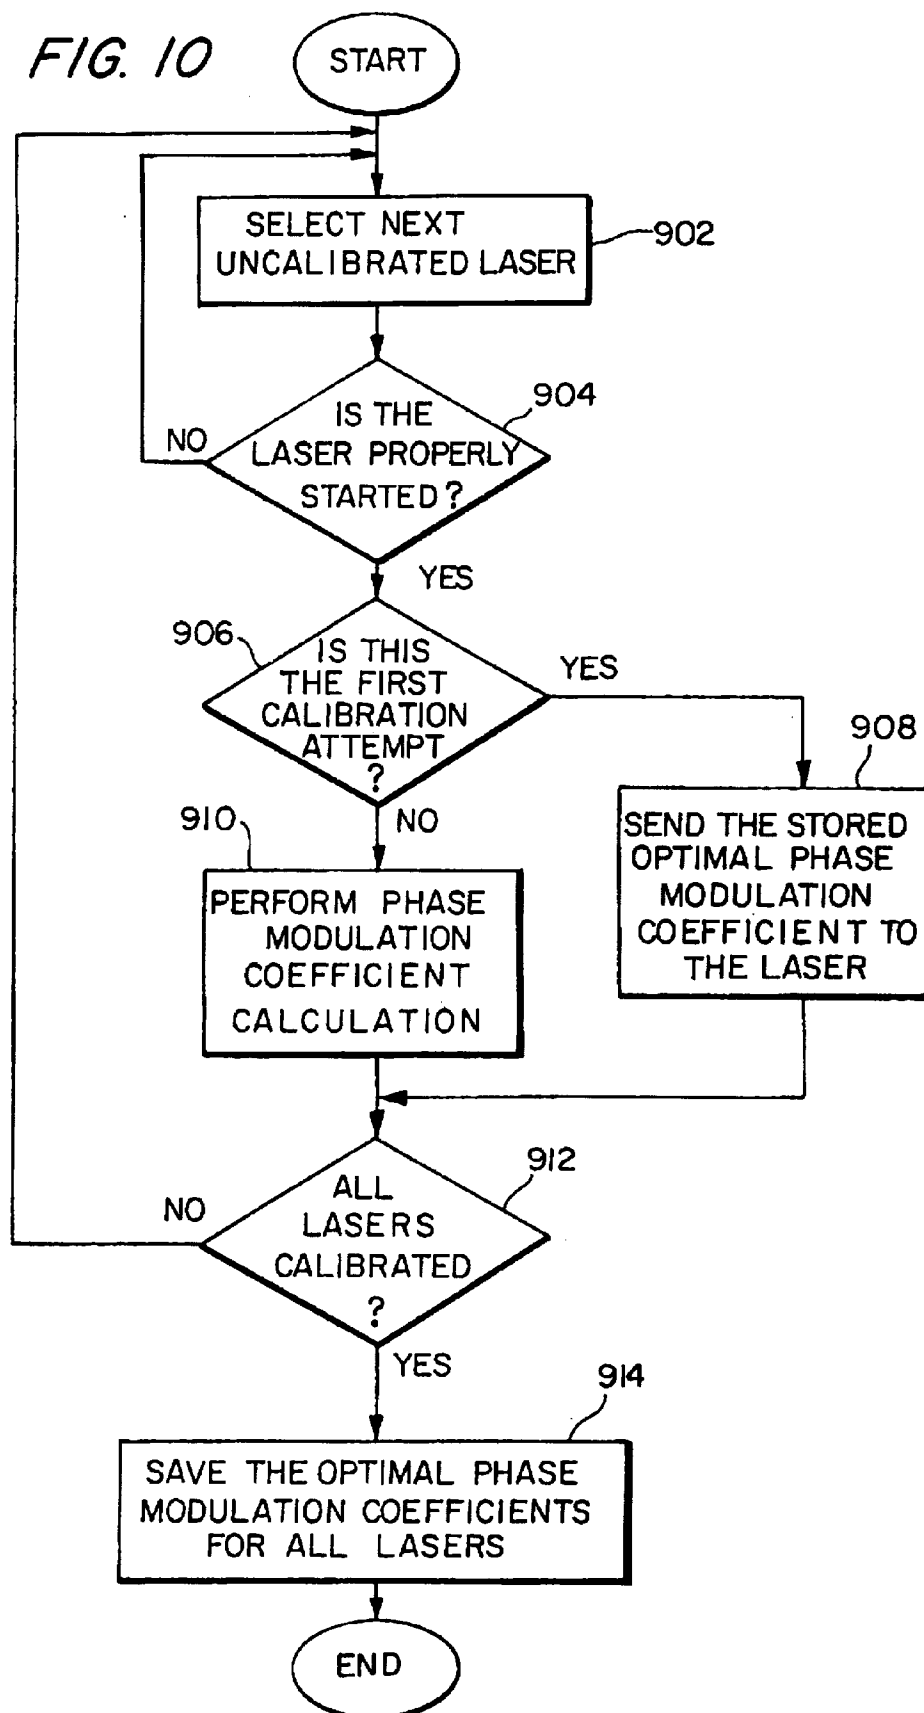 FIG. 10
START
SELECT NEXT
UNCALIBRATED LASER
902
904
IS THE
LASER PROPERLY
STARTED?
NO
YES
906
IS THIS
THE FIRST
CALIBRATION
ATTEMPT
?
YES
908
SEND THE STORED
OPTIMAL PHASE
MODULATION
COEFFICIENT TO
THE LASER
NO
910
PERFORM PHASE
MODULATION
COEFFICIENT
CALCULATION
912
ALL
LASERS
CALIBRATED
?
NO
YES
914
SAVE THE OPTIMAL PHASE
MODULATION COEFFICIENTS
FOR ALL LASERS
END